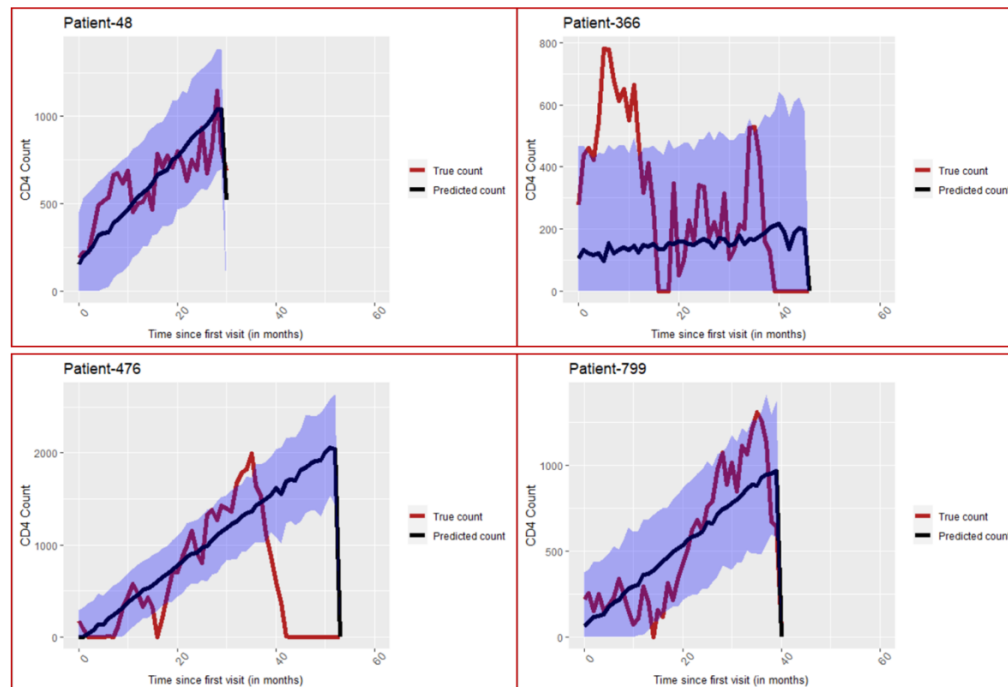 Patient-48
CD4 Count
1000
500
0
0
20
40
60
Time since first visit (in months)
True count
Predicted count
Patient-366
CD4 Count
800
600
400
200
0
0
20
40
60
Time since first visit (in months)
True count
Predicted count
Patient-476
CD4 Count
2000
1000
0
0
20
40
60
Time since first visit (in months)
True count
Predicted count
Patient-799
CD4 Count
1000
500
0
0
20
40
60
Time since first visit (in months)
True count
Predicted count